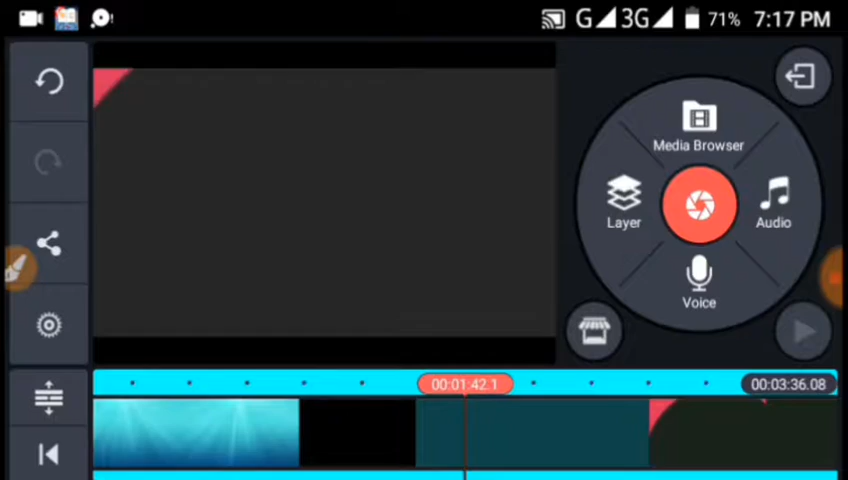 G 3G 71% 7:17 PM
Media Browser
Layer
Audio
Voice
00:01:42.1
00:03:36.08